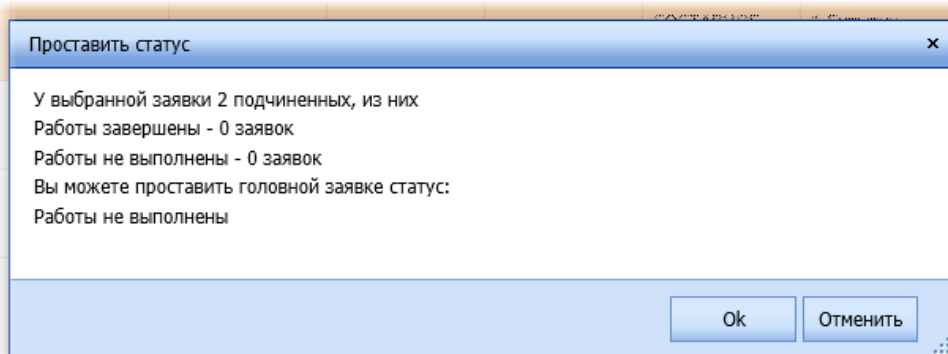 Проставить статус
У выбранной заявки 2 подчиненных, из них
Работы завершены - 0 заявок
Работы не выполнены - 0 заявок
Вы можете проставить головной заявке статус:
Работы не выполнены
Ok
Отменить